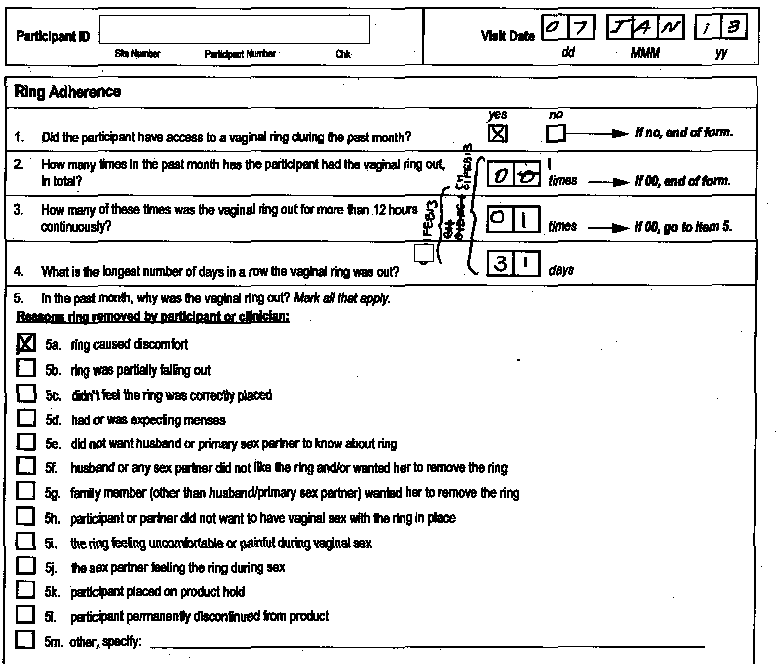 Participant ID
Visit Date 07 JAN 13
Site Number Participant Number Chk dd MMM yy
Ring Adherence
yes no
1. Did the participant have access to a vaginal ring during the past month? If no, end of form.
2. How many times in the past month has the participant had the vaginal ring out, in total? 0 0 1 times If 00, end of form.
3. How many of these times was the vaginal ring out for more than 12 hours continuously? 01 times If 00, go to Item 5.
4. What is the longest number of days in a row the vaginal ring was out? 31 days
5. In the past month, why was the vaginal ring out? Mark all that apply.
Reasons ring removed by participant or clinician:
5a. ring caused discomfort
5b. ring was partially falling out
5c. didn't feel the ring was correctly placed
5d. had or was expecting menses
5e. did not want husband or primary sex partner to know about ring
5f. husband or any sex partner did not like the ring and/or wanted her to remove the ring
5g. family member (other than husband/primary sex partner) wanted her to remove the ring
5h. participant or partner did not want to have vaginal sex with the ring in place
5i. the ring feeling uncomfortable or painful during vaginal sex
5j. the sex partner feeling the ring during sex
5k. participant placed on product hold
5l. participant permanently discontinued from product
5m. other, specify: